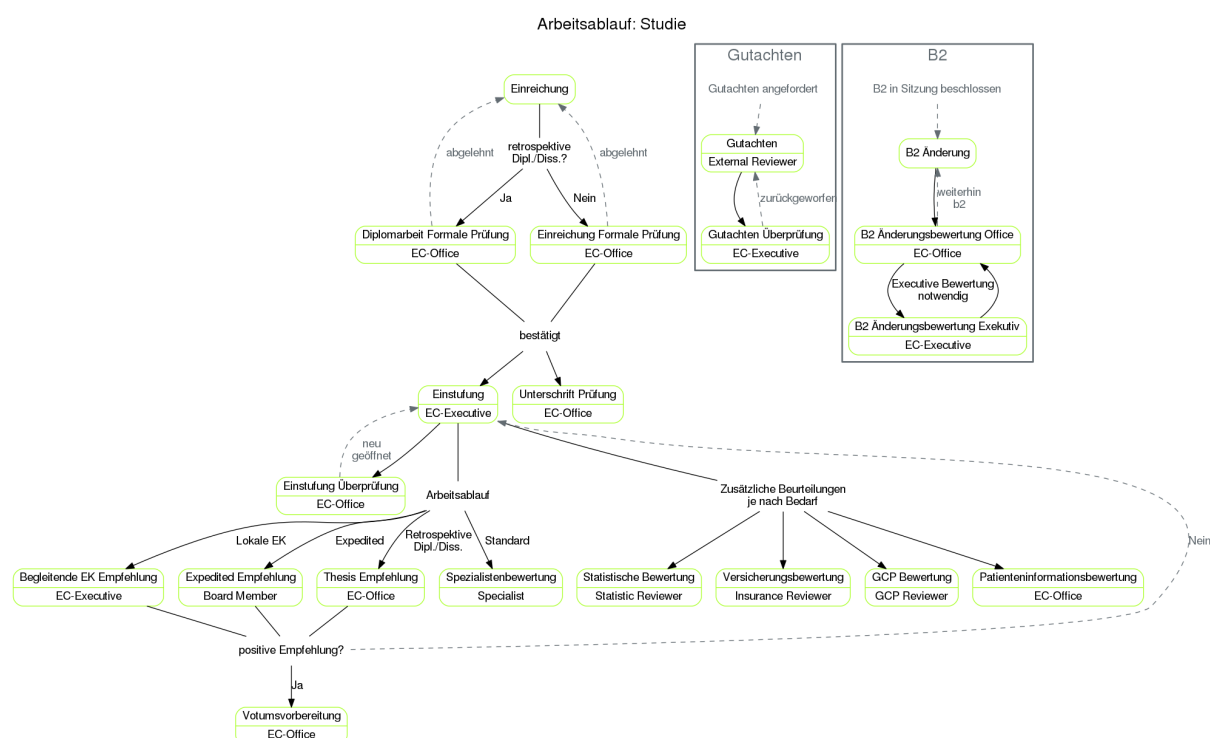 Arbeitsablauf: Studie
Einreichung
retrospektive
Dipl./Diss.?
abgelehnt
abgelehnt
Ja
Nein
Diplomarbeit Formale Prüfung
EC-Office
Einreichung Formale Prüfung
EC-Office
Gutachten
Gutachten angefordert
Gutachten
External Reviewer
zurückgeworfen
Gutachten Überprüfung
EC-Executive
B2
B2 in Sitzung beschlossen
B2 Änderung
weiterhin
b2
B2 Änderungsbewertung Office
EC-Office
Executive Bewertung
notwendig
B2 Änderungsbewertung Exekutiv
EC-Executive
bestätigt
Einstufung
EC-Executive
Unterschrift Prüfung
EC-Office
neu
geöffnet
Einstufung Überprüfung
EC-Office
Arbeitsablauf
Zusätzliche Beurteilungen
je nach Bedarf
Lokale EK
Expedited
Retrospektive
Dipl./Diss.
Standard
Nein
Begleitende EK Empfehlung
EC-Executive
Expedited Empfehlung
Board Member
Thesis Empfehlung
EC-Office
Spezialistenbewertung
Specialist
Statistische Bewertung
Statistic Reviewer
Versicherungsbewertung
Insurance Reviewer
GCP Bewertung
GCP Reviewer
Patienteninformationsbewertung
EC-Office
positive Empfehlung?
Ja
Votumsvorbereitung
EC-Office